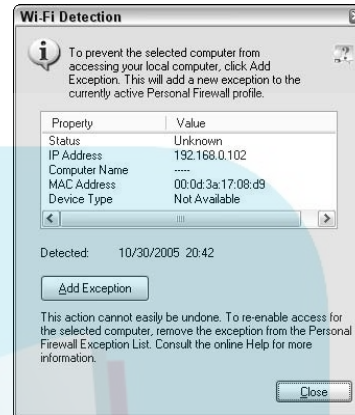 Wi-Fi Detection
To prevent the selected computer from
accessing your local computer, click Add
Exception. This will add a new exception to the
currently active Personal Firewall profile.
Property Value
Status Unknown
IP Address 192.168.0.102
Computer Name -----
MAC Address 00:0d:3a:17:08:d9
Device Type Not Available
Detected: 10/30/2005 20:42
Add Exception
This action cannot easily be undone. To re-enable access for
the selected computer, remove the exception from the Personal
Firewall Exception List. Consult the online Help for more
information.
Close